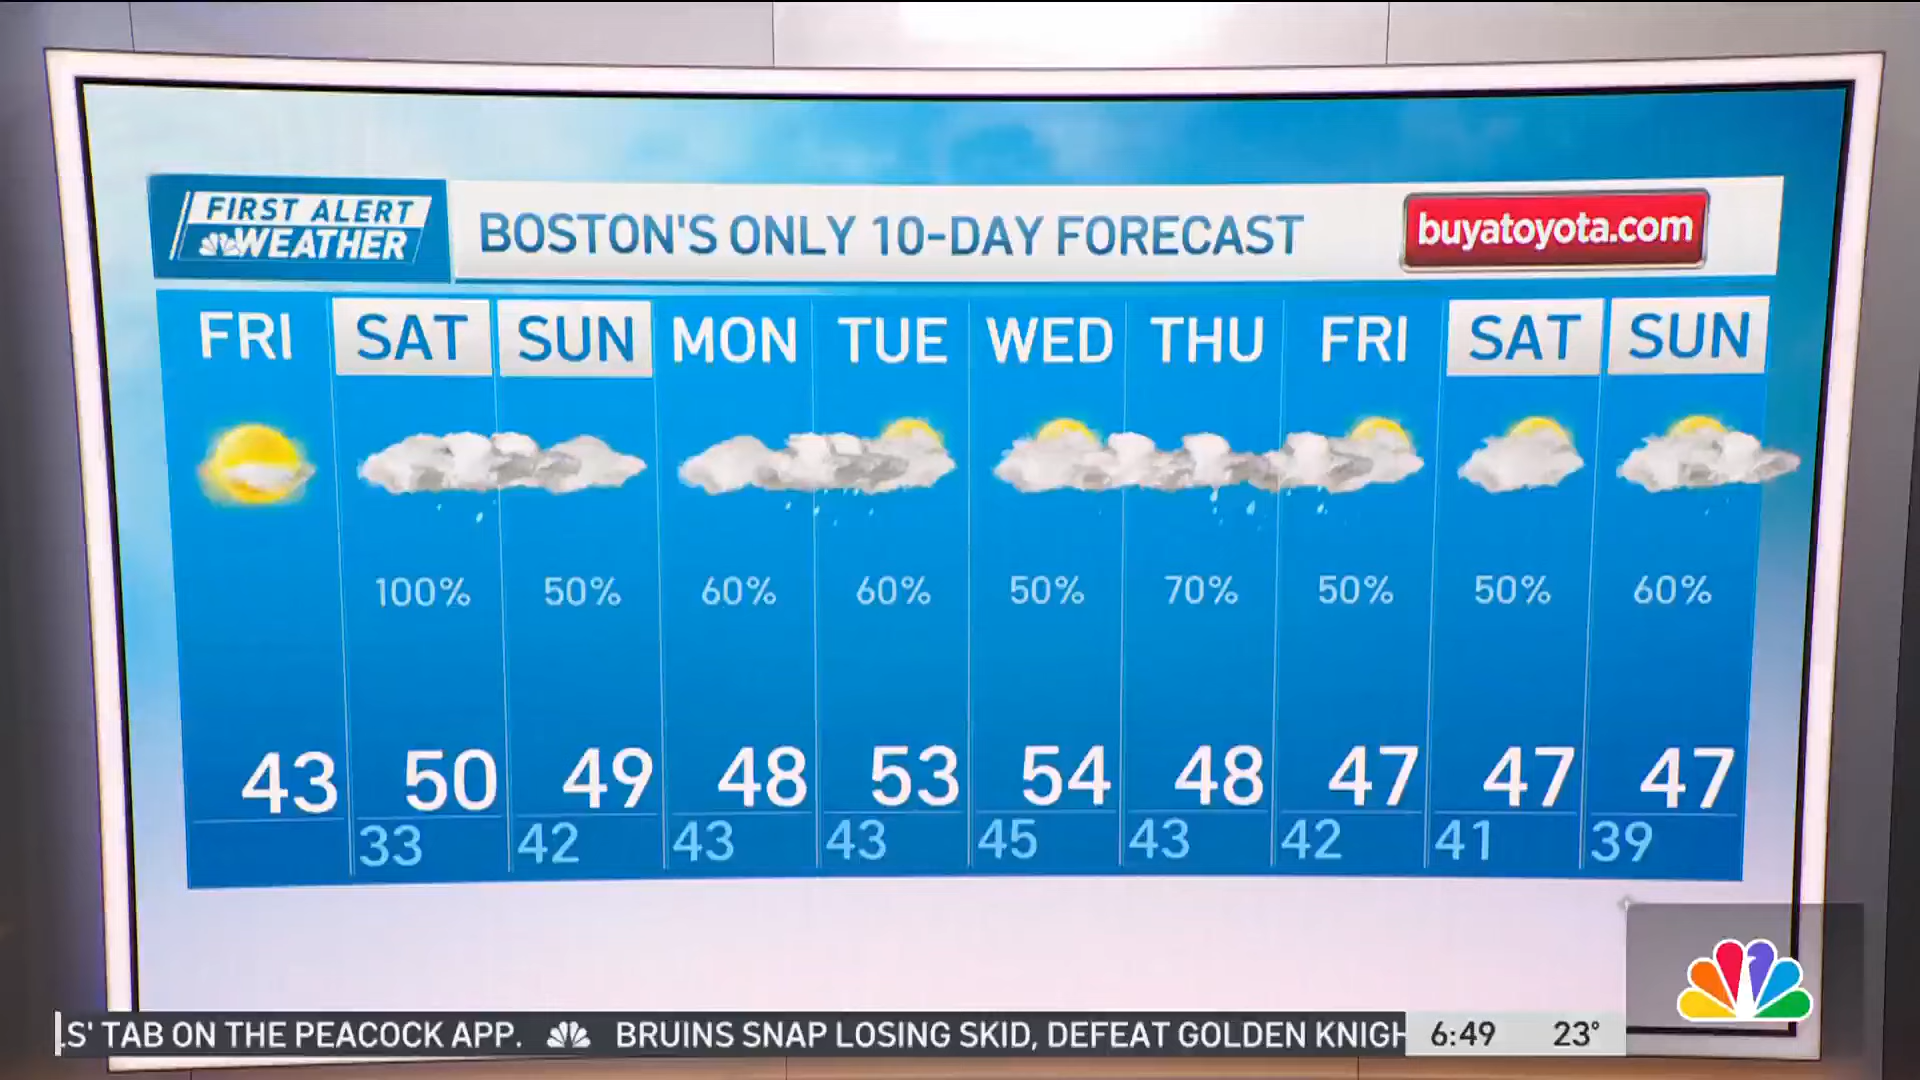 FIRST ALERT
WEATHER
BOSTON'S ONLY 10-DAY FORECAST
buyatoyota.com
FRI SAT SUN MON TUE WED THU FRI SAT SUN
100% 50% 60% 60% 50% 70% 50% 50% 60%
43 50 49 48 53 54 48 47 47 47
33 42 43 43 45 43 42 41 39
S' TAB ON THE PEACOCK APP. BRUINS SNAP LOSING SKID, DEFEAT GOLDEN KNIGH 6:49 23°